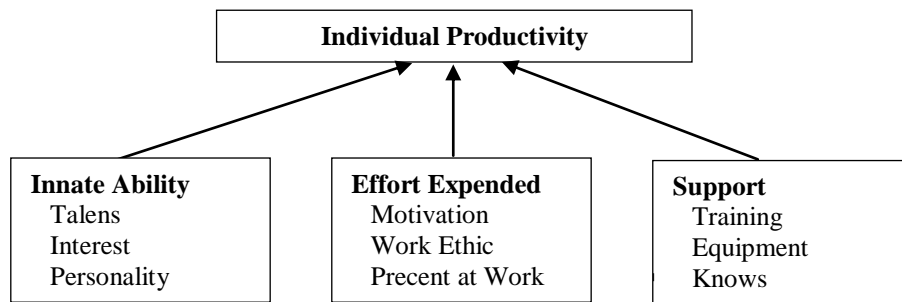 Individual Productivity
Innate Ability
Talens
Interest
Personality
Effort Expended
Motivation
Work Ethic
Precent at Work
Support
Training
Equipment
Knows